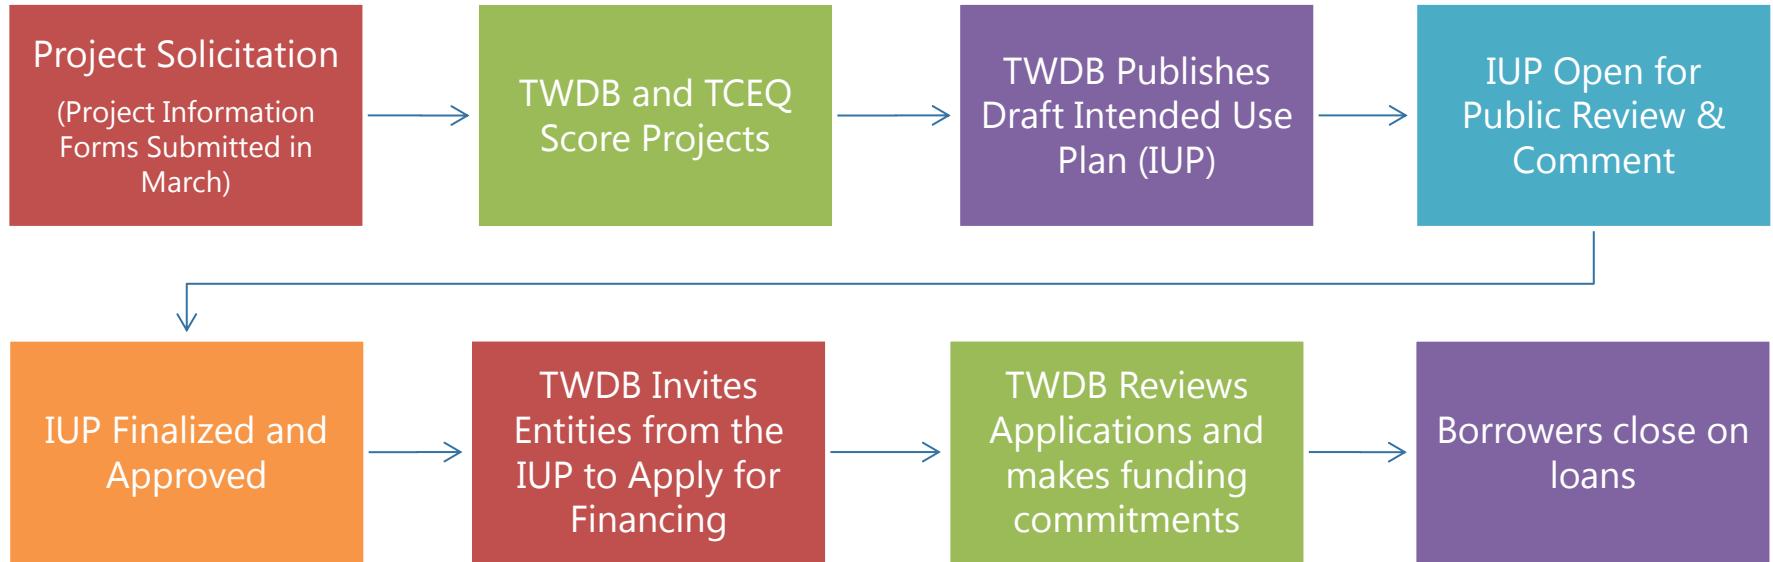 Project Solicitation
(Project Information
Forms Submitted in
March)
TWDB and TCEQ
Score Projects
TWDB Publishes
Draft Intended Use
Plan (IUP)
IUP Open for
Public Review &
Comment
IUP Finalized and
Approved
TWDB Invites
Entities from the
IUP to Apply for
Financing
TWDB Reviews
Applications and
makes funding
commitments
Borrowers close on
loans